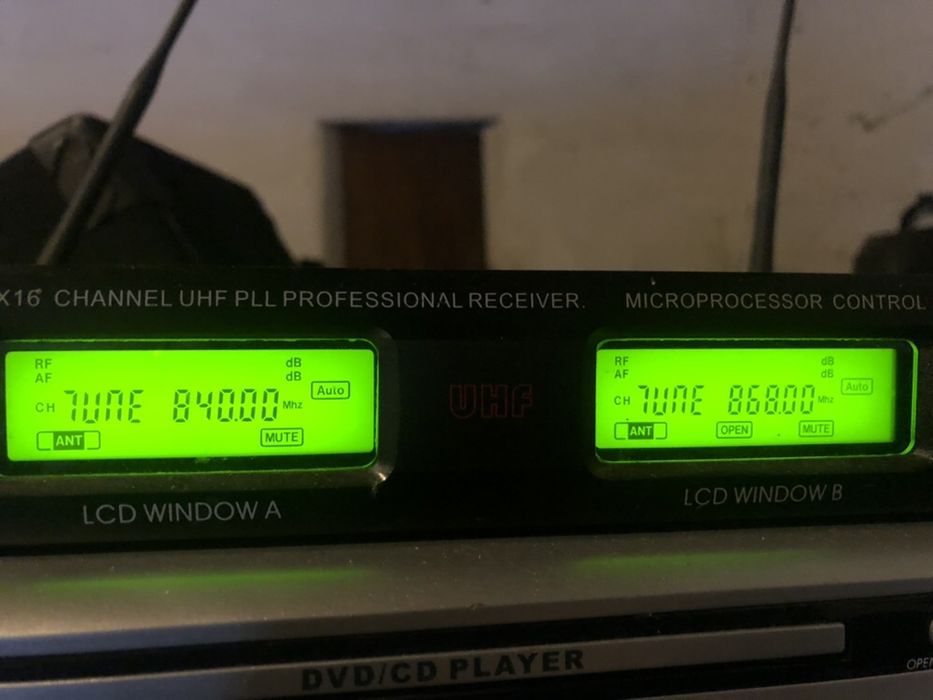 X16 CHANNEL UHF PLL PROFESSIONAL RECEIVER. MICROPROCESSOR CONTROL
RF dB
AF dB
Auto
CH TUNE 840.00 Mhz
ANT MUTE
UHF
RF dB
AF dB
Auto
CH TUNE 868.00 Mhz
ANT OPEN MUTE
LCD WINDOW A
LCD WINDOW B
DVD/CD PLAYER
OPEN